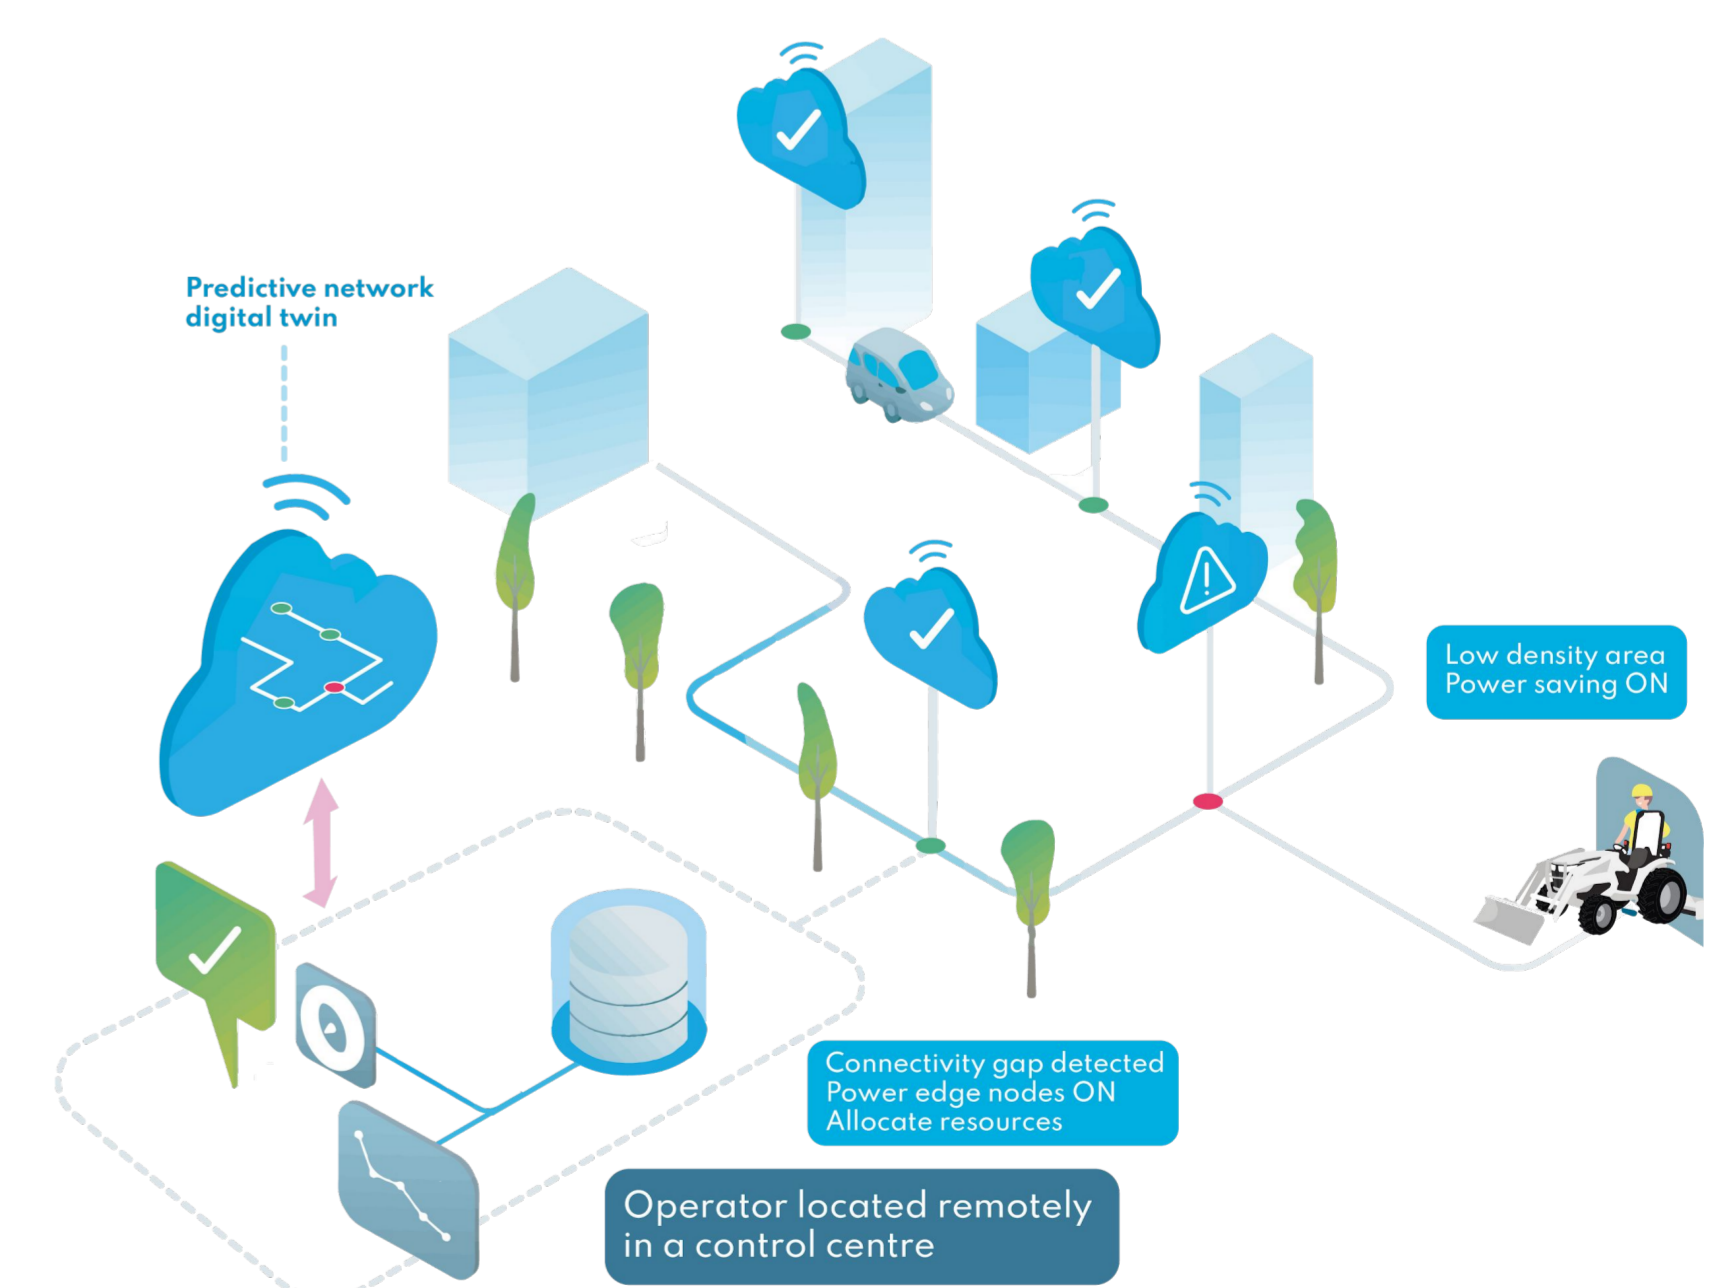 Predictive network
digital twin
Low density area
Power saving ON
Connectivity gap detected
Power edge nodes ON
Allocate resources
Operator located remotely
in a control centre